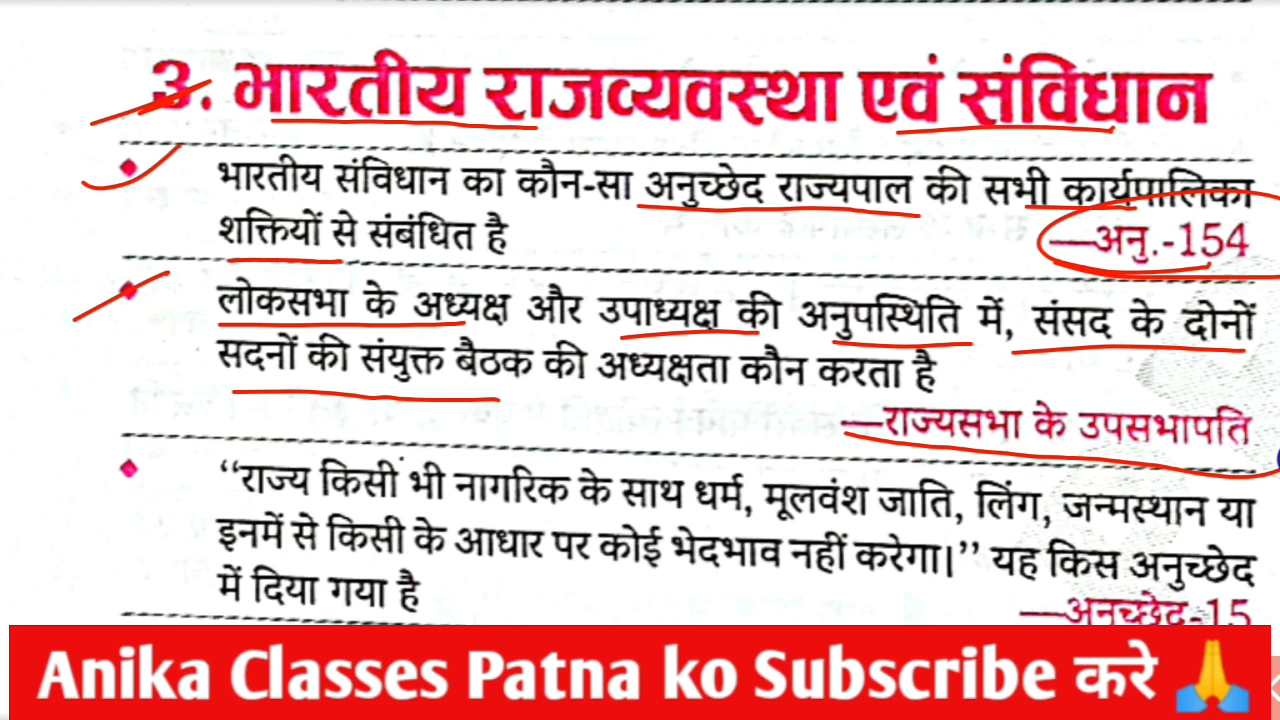 3. भारतीय राजव्यवस्था एवं संविधान
भारतीय संविधान का कौन-सा अनुच्छेद राज्यपाल की सभी कार्यपालिका
शक्तियों से संबंधित है —अनु.-154
लोकसभा के अध्यक्ष और उपाध्यक्ष की अनुपस्थिति में, संसद के दोनों
सदनों की संयुक्त बैठक की अध्यक्षता कौन करता है
—राज्यसभा के उपसभापति
“राज्य किसी भी नागरिक के साथ धर्म, मूलवंश जाति, लिंग, जन्मस्थान या
इनमें से किसी के आधार पर कोई भेदभाव नहीं करेगा।” यह किस अनुच्छेद
में दिया गया है —अनुच्छेद-15
Anika Classes Patna ko Subscribe करे 🙏